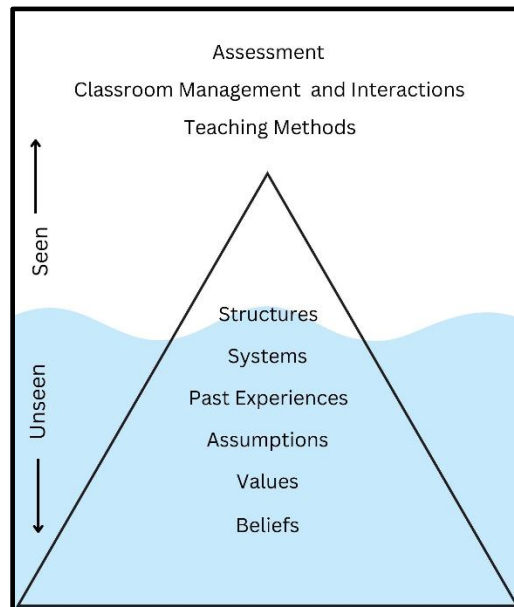 Assessment
Classroom Management and Interactions
Teaching Methods
Seen
Structures
Systems
Past Experiences
Unseen
Assumptions
Values
Beliefs